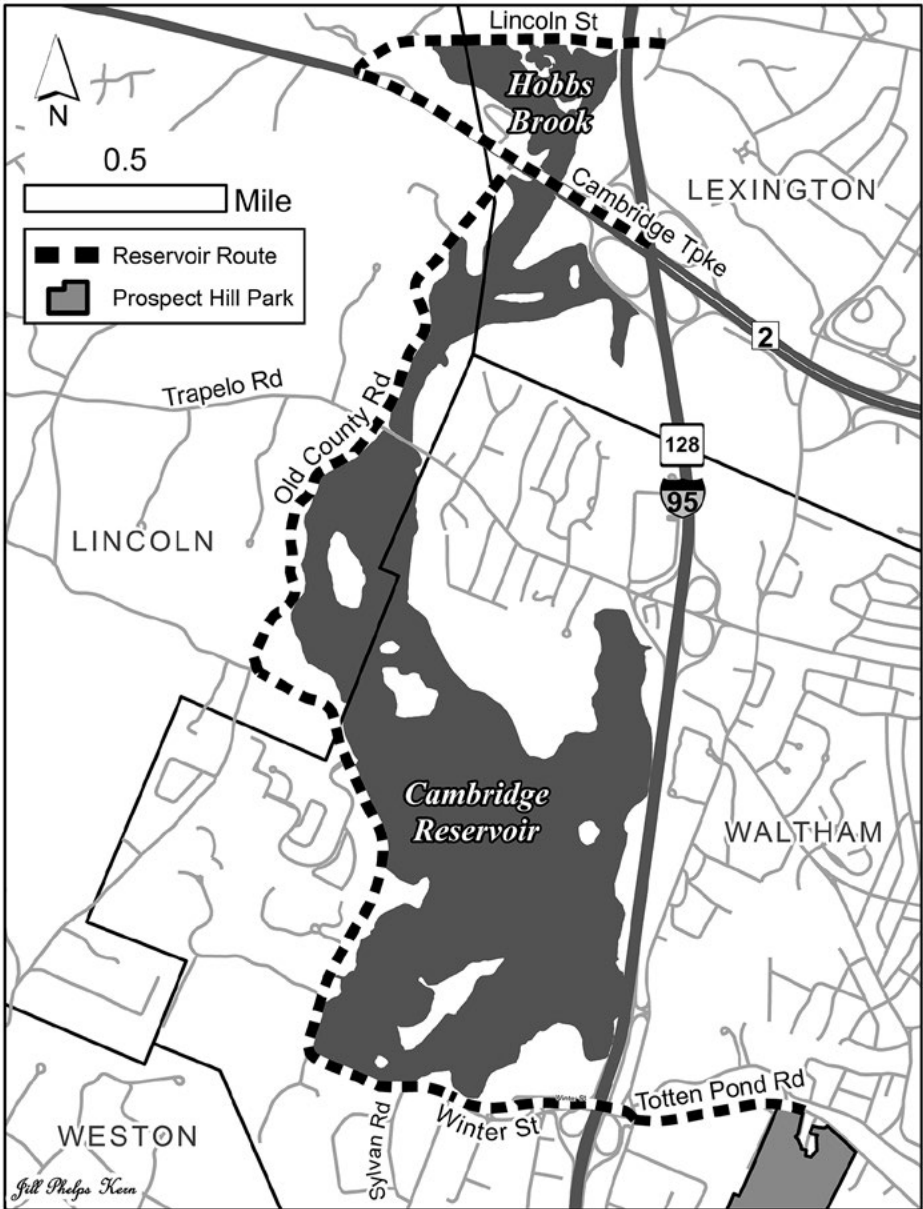 Lincoln St
Hobbs
Brook
N
0.5
Mile
Reservoir Route
Prospect Hill Park
Cambridge Tpke
LEXINGTON
2
Trapelo Rd
Old County Rd
128
95
LINCOLN
Cambridge
Reservoir
WALTHAM
Totten Pond Rd
Winter St
Winter St
Sylvan Rd
WESTON
Jill Phelps Kern